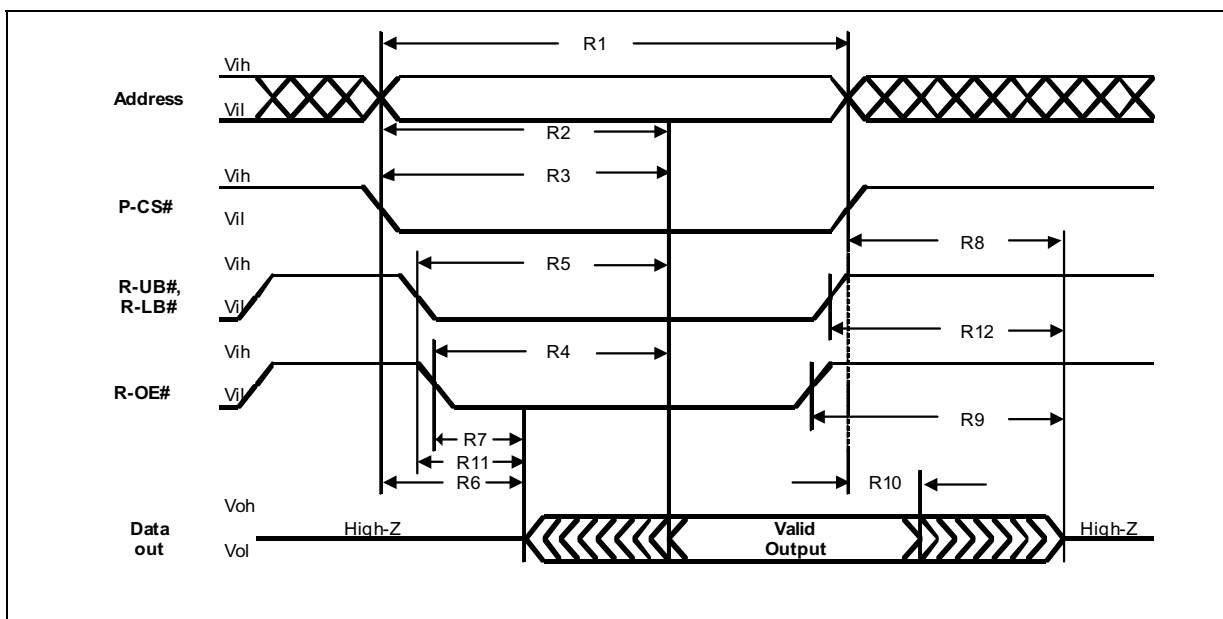 R1
Vih
Address
Vil
R2
R3
Vih
P-CS#
Vil
R8
Vih
R5
R-UB#,
R-LB#
Vil
R12
Vih
R4
R-OE#
Vil
R9
R7
R11
R6
R10
Voh
Data
out
Vol
High-Z
Valid
Output
High-Z